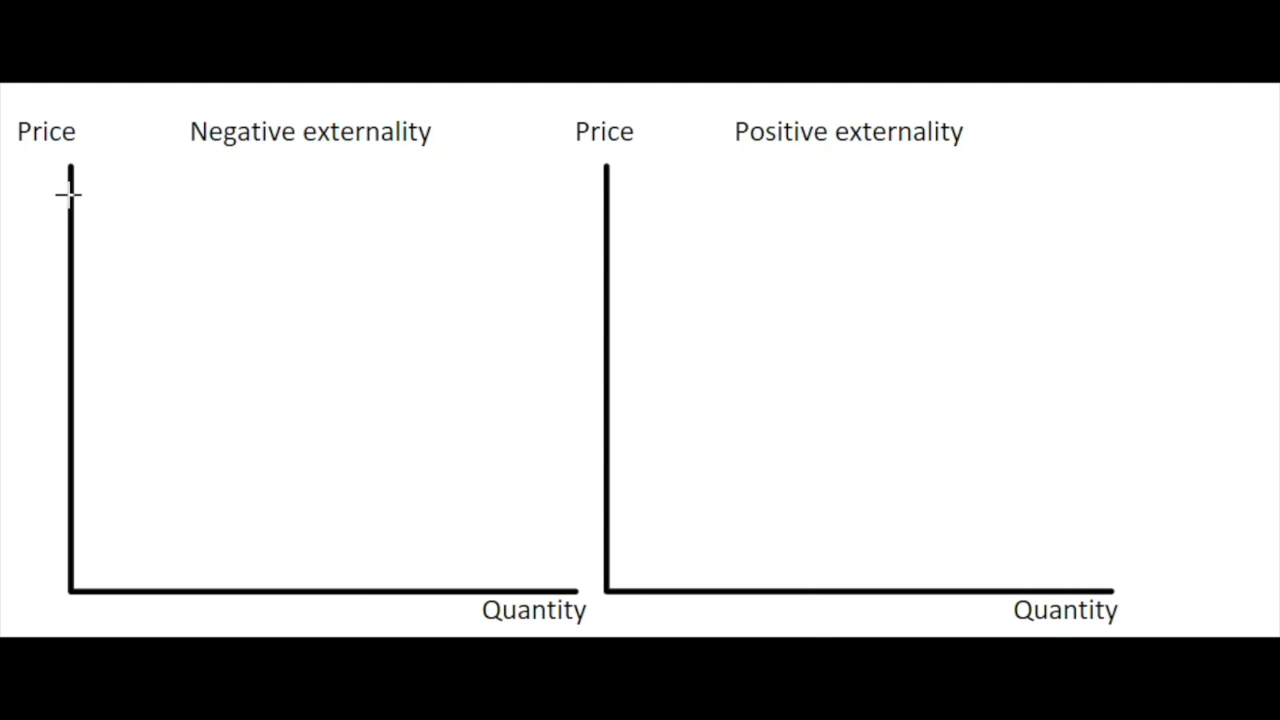 Price
Negative externality
Price
Positive externality
Quantity
Quantity